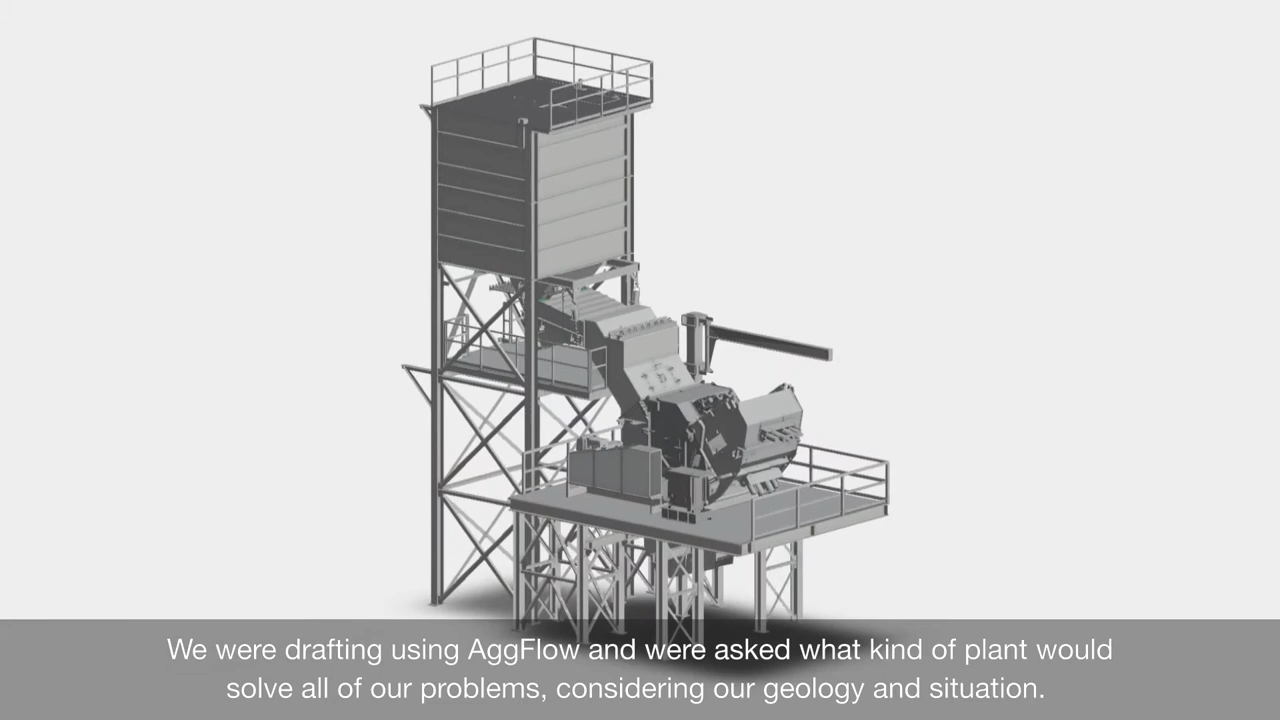 We were drafting using AggFlow and were asked what kind of plant would
solve all of our problems, considering our geology and situation.